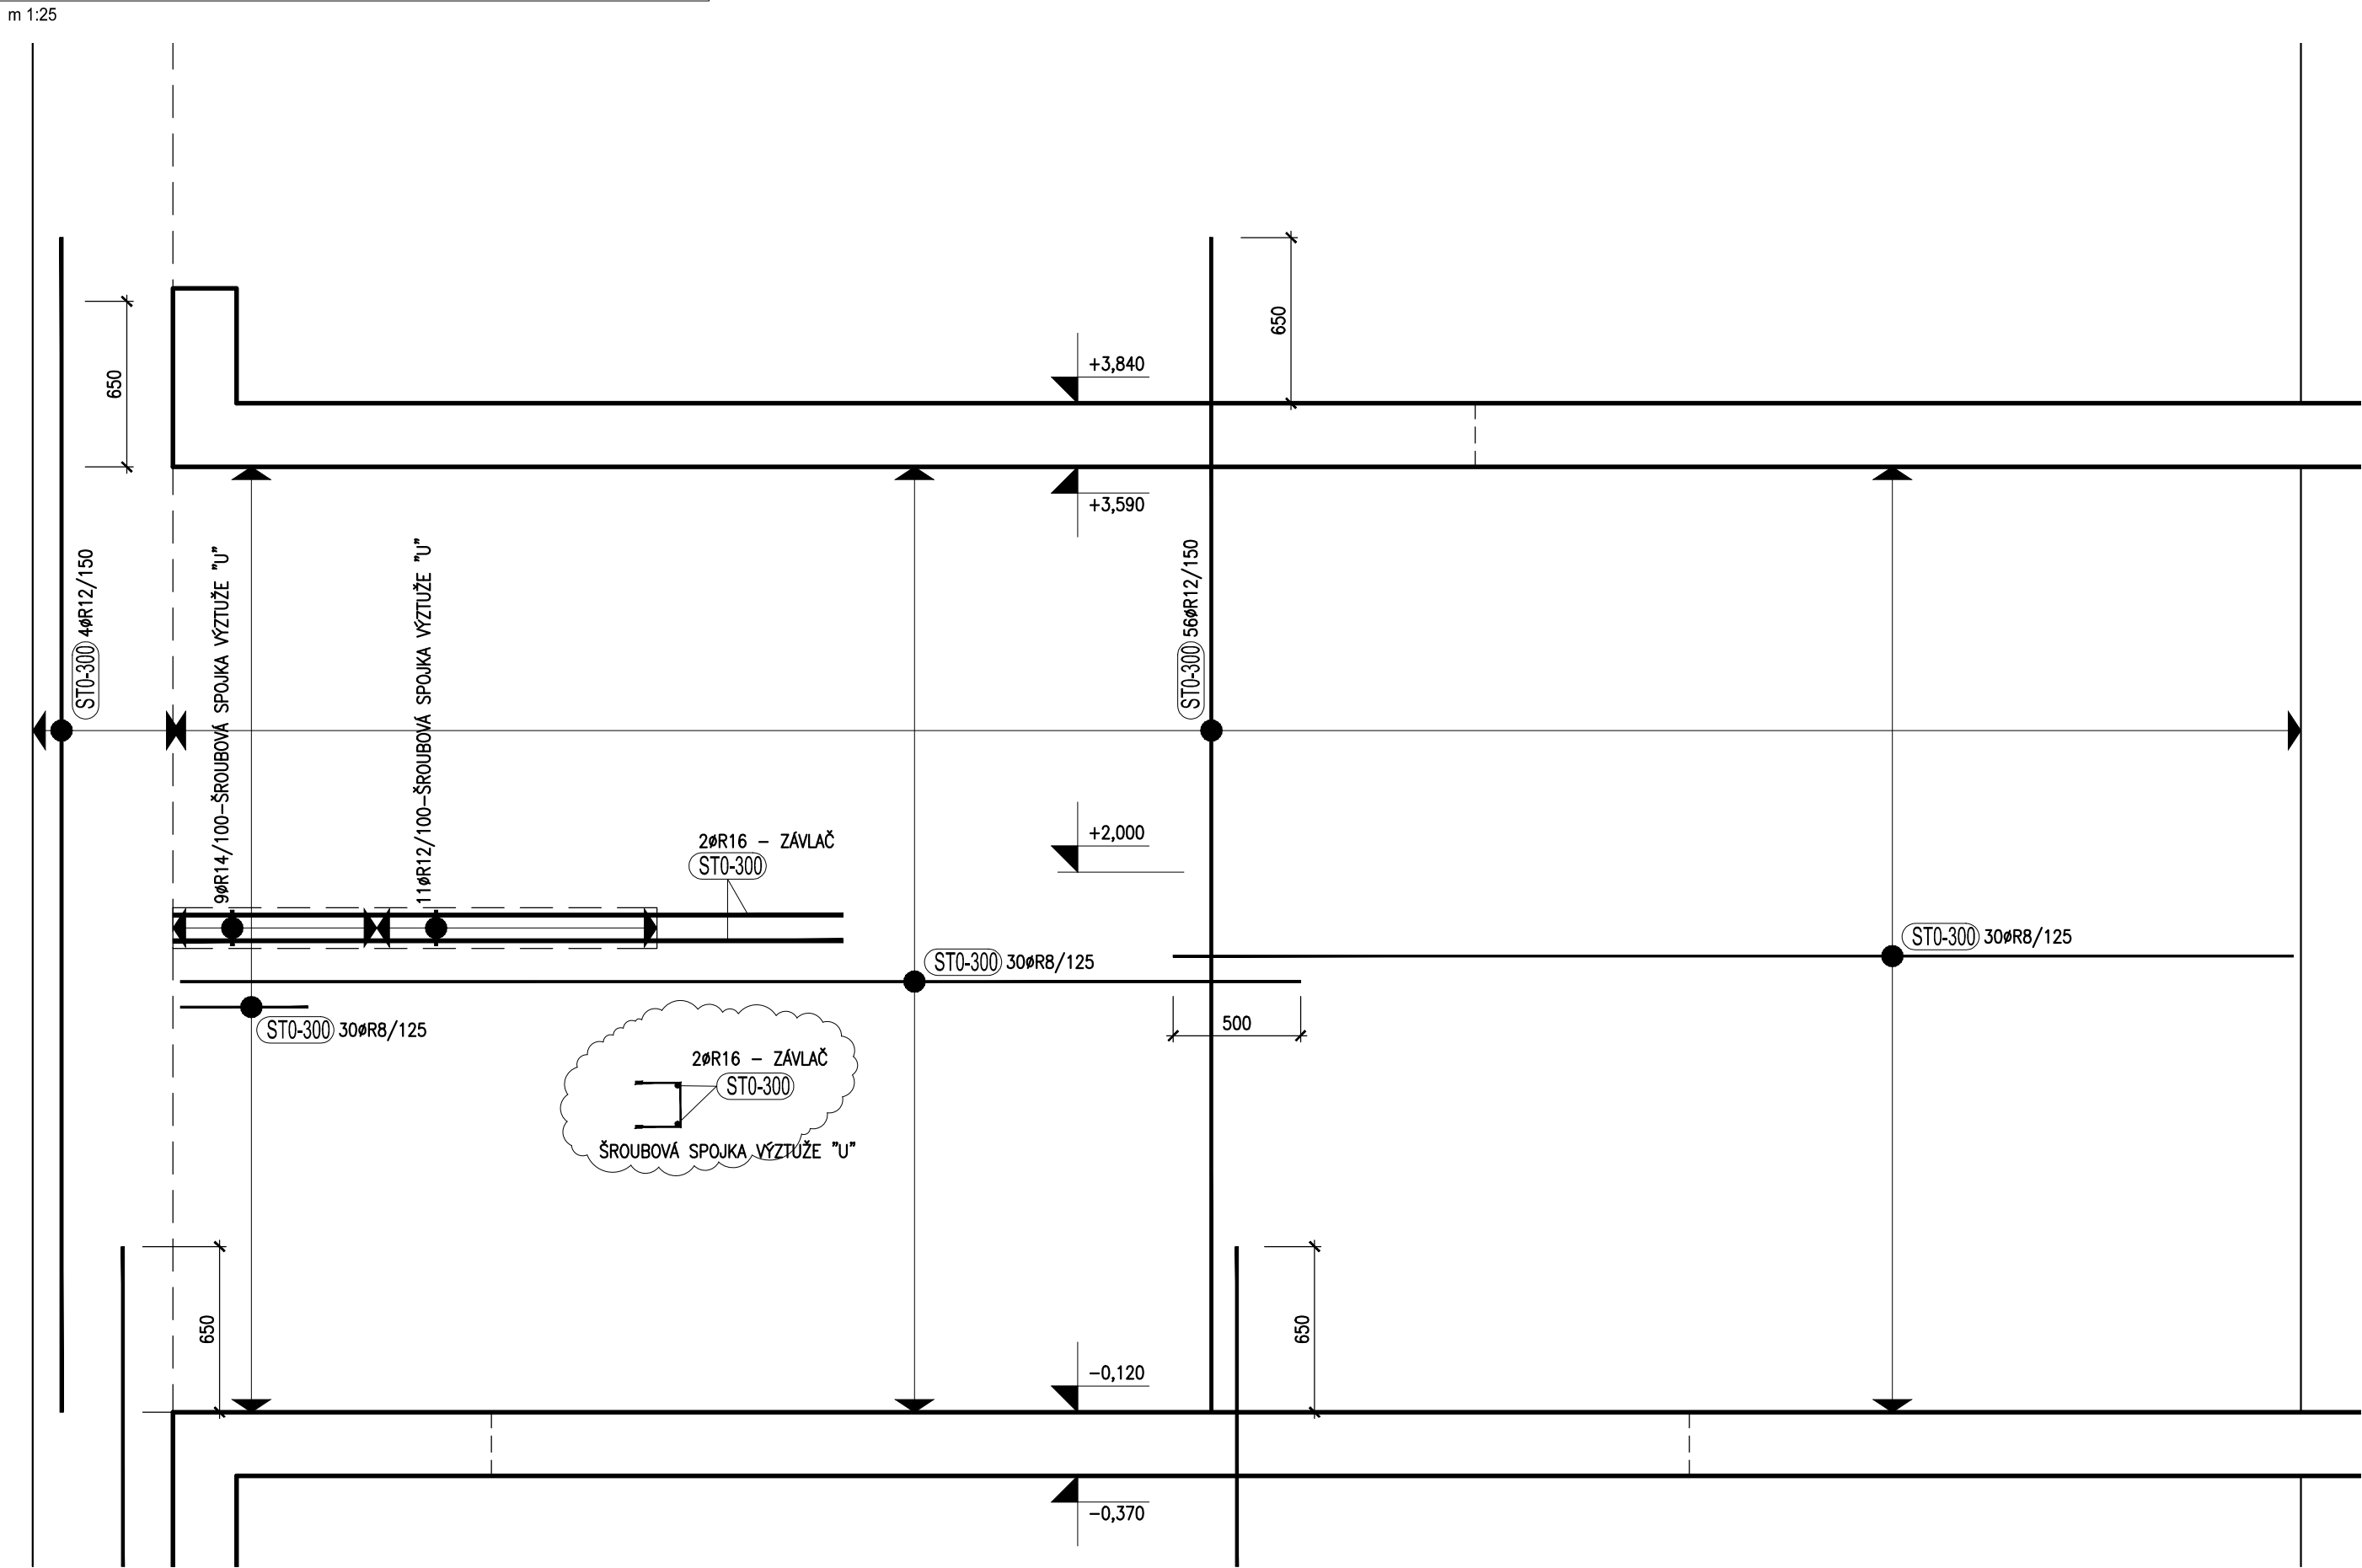 m 1:25
650
650
+3,840
+3,590
ST0-300 4øR12/150
9øR14/100-ŠROUBOVÁ SPOJKA VÝZTUŽE "U"
11øR12/100-ŠROUBOVÁ SPOJKA VÝZTUŽE "U"
ST0-300 56øR12/150
2øR16 - ZÁVLAČ
ST0-300
+2,000
ST0-300 30øR8/125
ST0-300 30øR8/125
ST0-300 30øR8/125
500
2øR16 - ZÁVLAČ
ST0-300
ŠROUBOVÁ SPOJKA VÝZTUŽE "U"
650
650
-0,120
-0,370